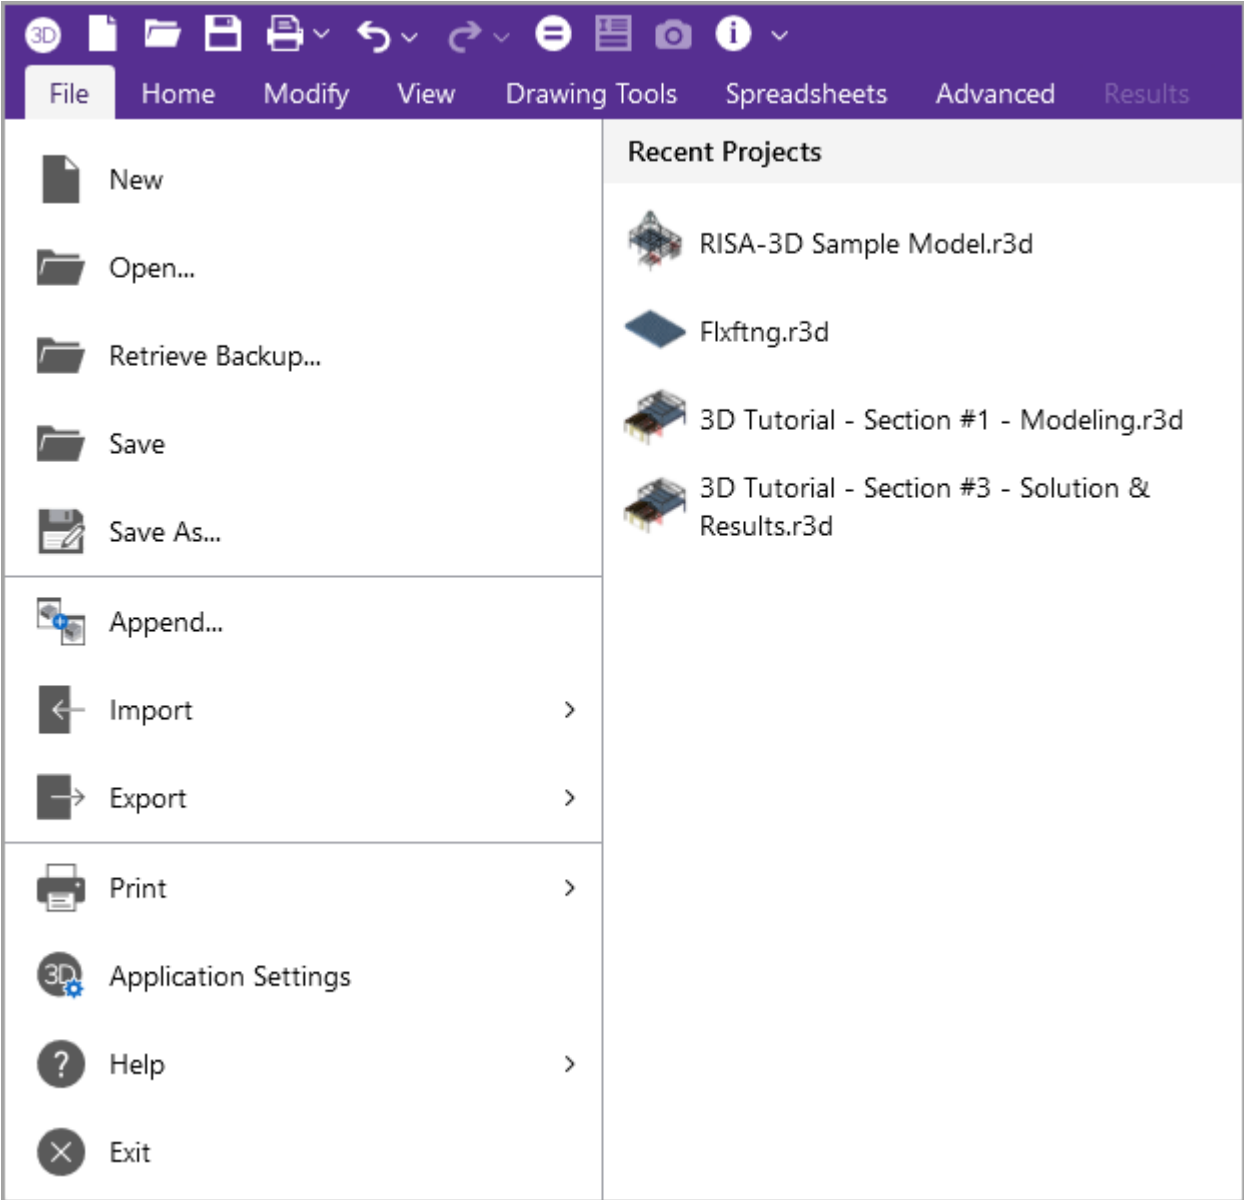 3D
File Home Modify View Drawing Tools Spreadsheets Advanced Results
New
Open...
Retrieve Backup...
Save
Save As...
Append...
Import
Export
Print
3D Application Settings
Help
Exit
Recent Projects
RISA-3D Sample Model.r3d
Flxftng.r3d
3D Tutorial - Section #1 - Modeling.r3d
3D Tutorial - Section #3 - Solution &
Results.r3d